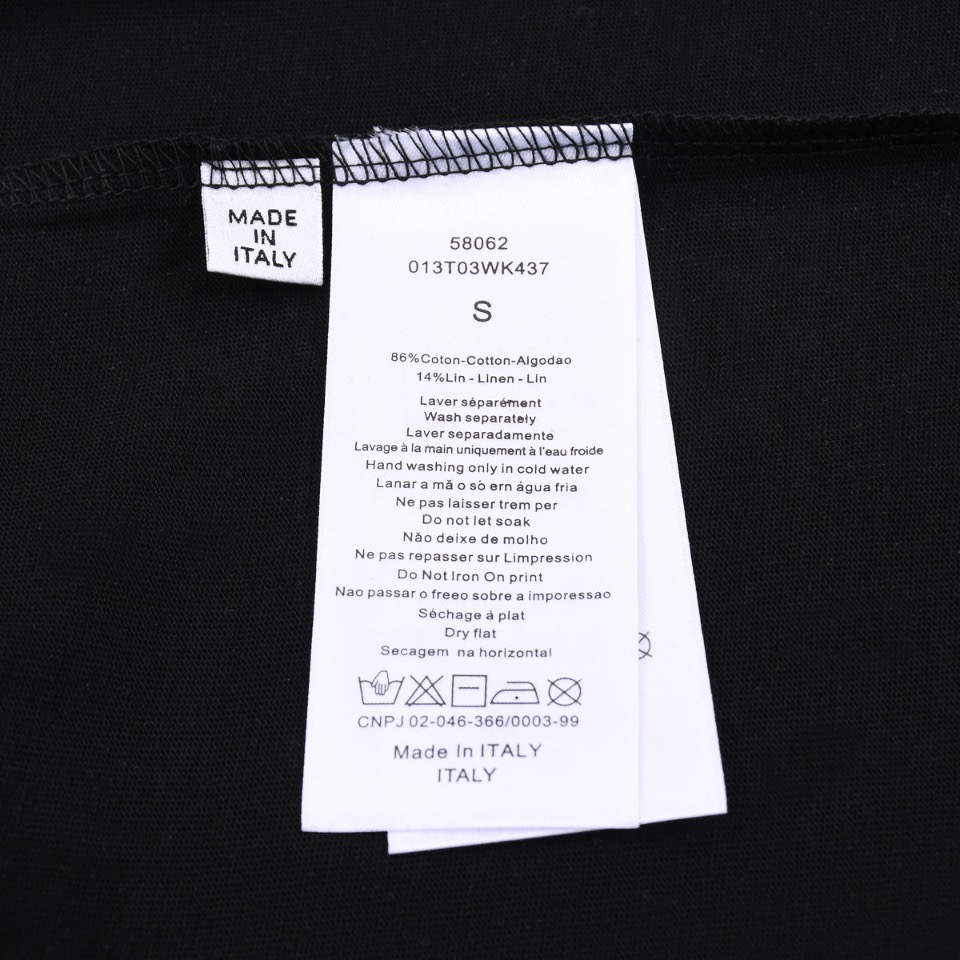 MADE
IN
ITALY
58062
013T03WK437
S
86%Coton-Cotton-Algodao
14%Lin - Linen - Lin
Laver séparément
Wash separately
Laver separadamente
Lavage à la main uniquement à l'eau froide
Hand washing only in cold water
Lanar a mă o sò ern água fria
Ne pas laisser trem per
Do not let soak
Não deixe de molho
Ne pas repasser sur Limpression
Do Not Iron On print
Nao passar o freeo sobre a imporessao
Séchage à plat
Dry flat
Secagem na horizontal
CNPJ 02-046-366/0003-99
Made In ITALY
ITALY